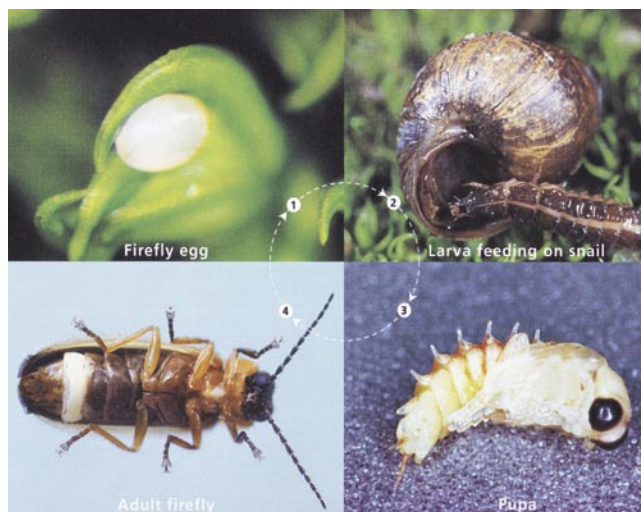 Firefly egg
1
2
Larva feeding on snail
4
3
Adult firefly
Pupa